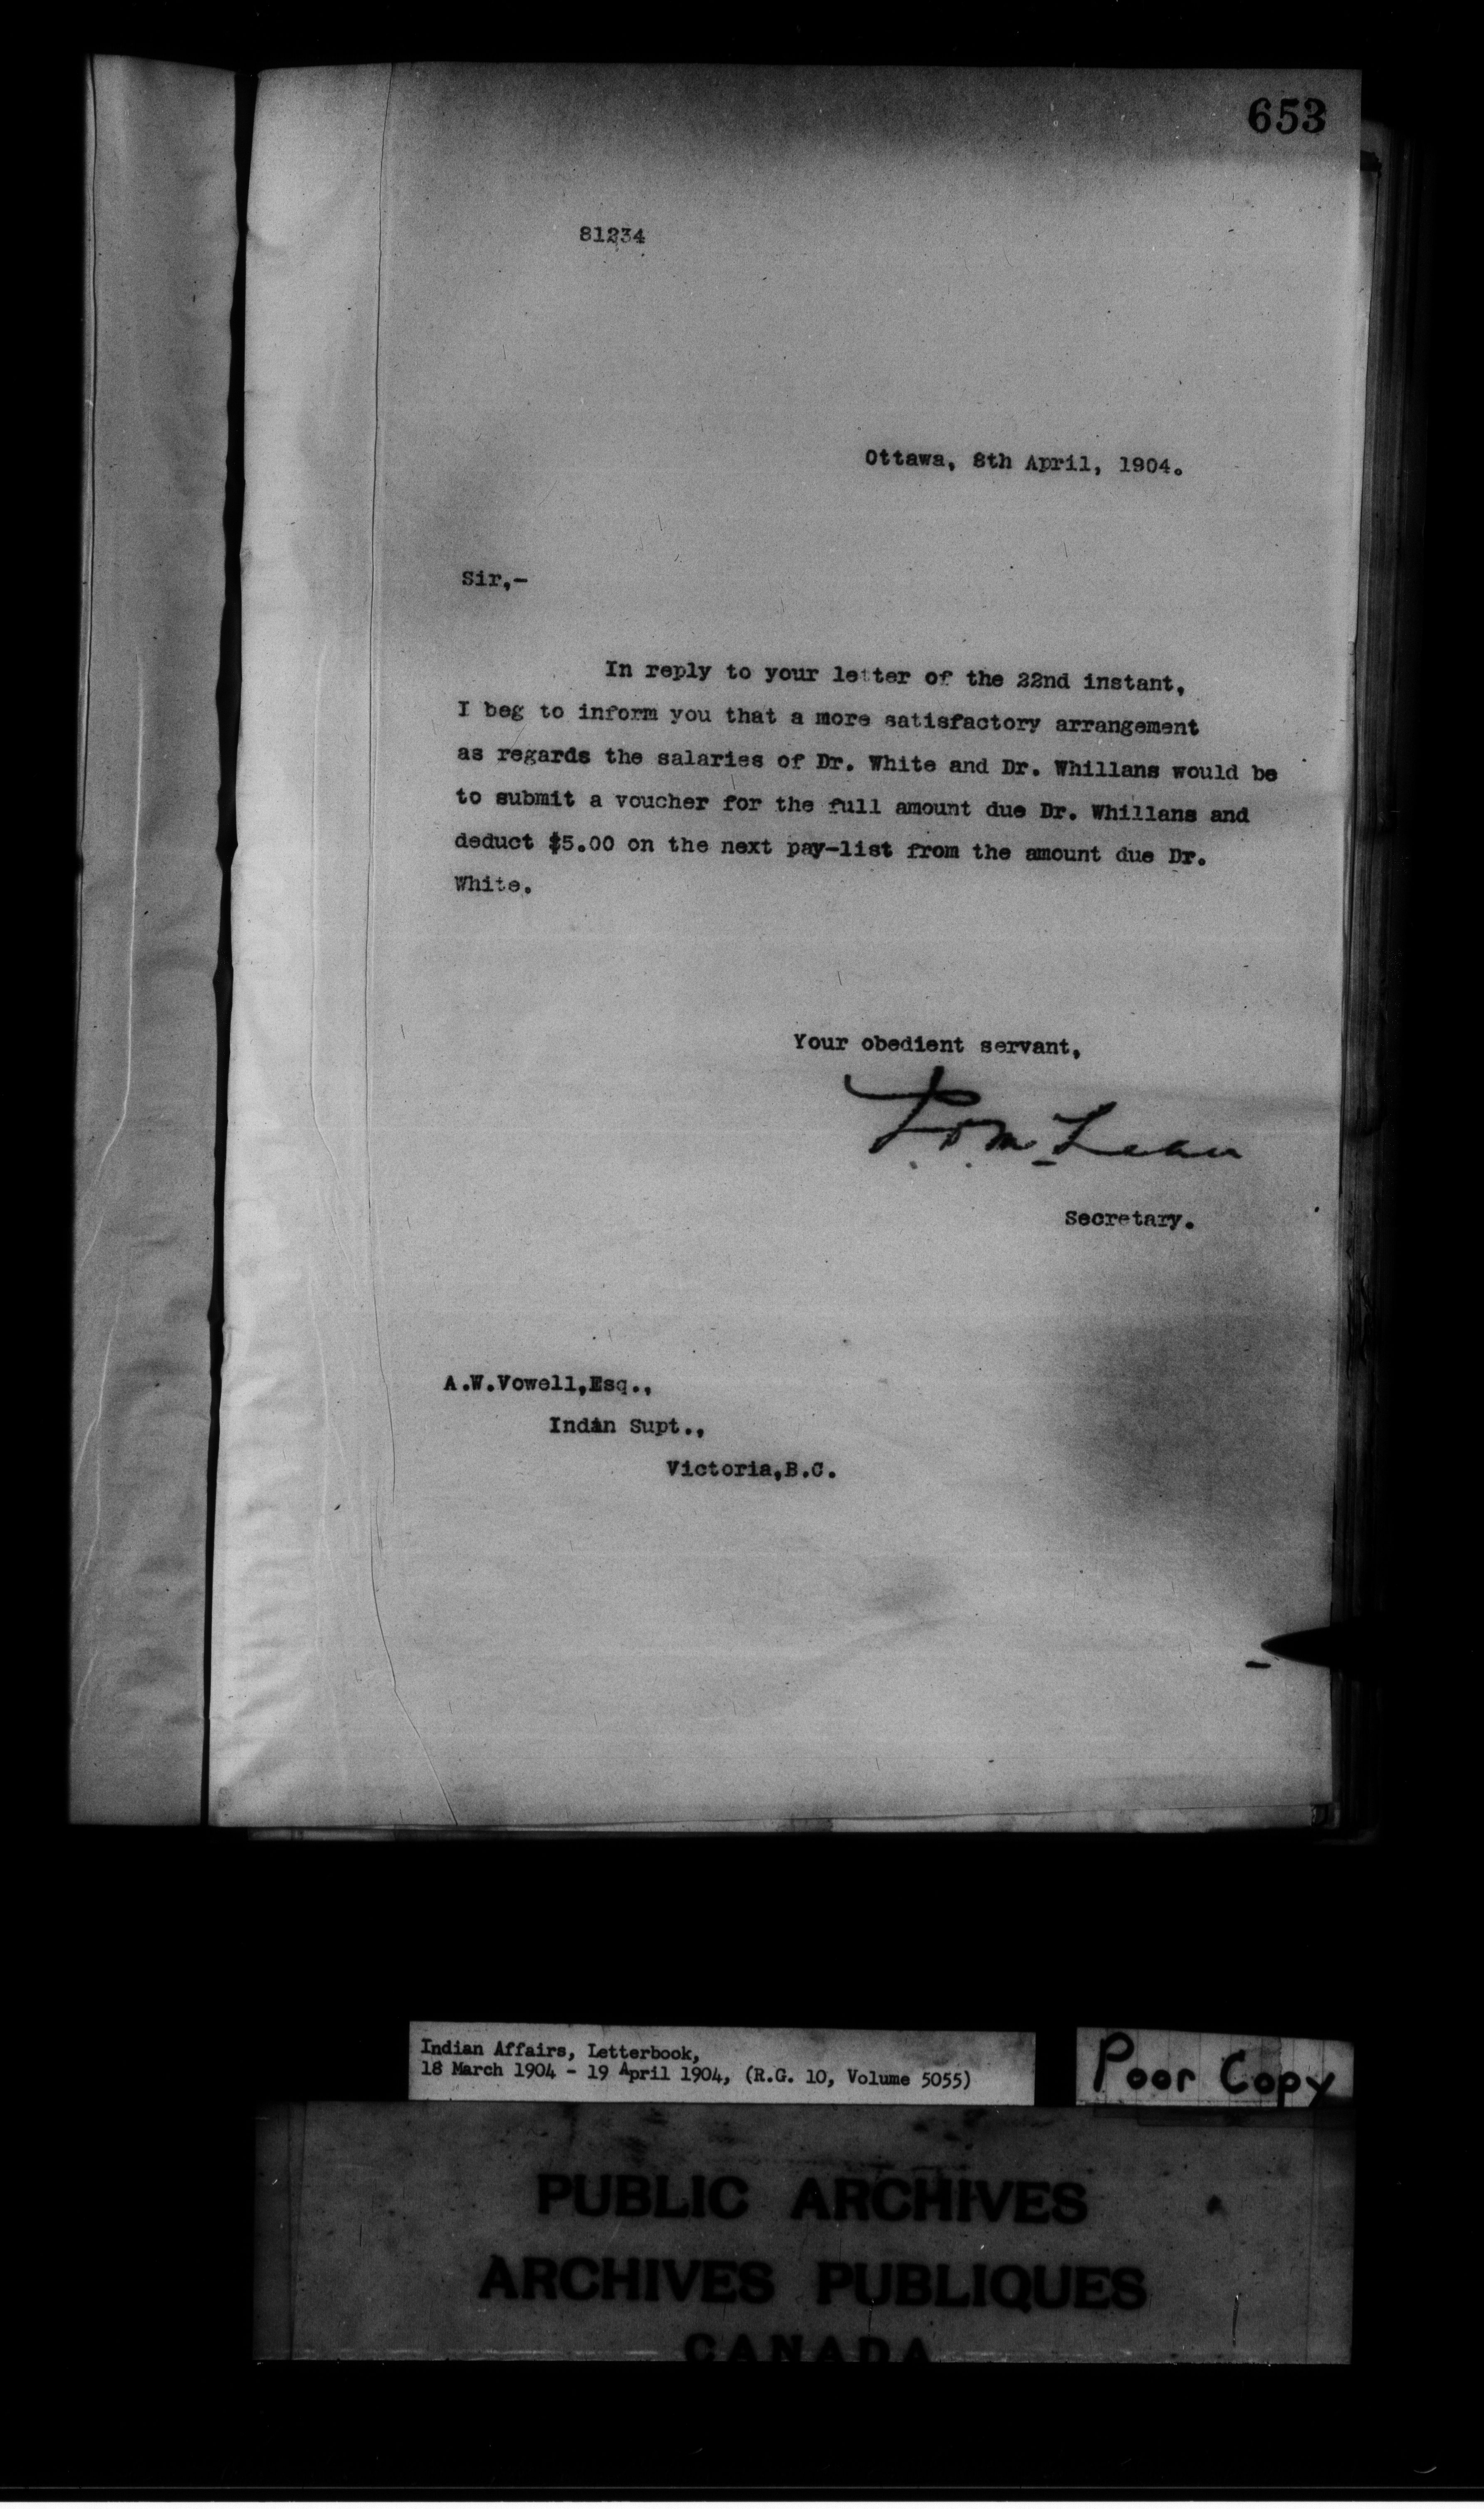 653
81234
Ottawa, 8th April, 1904.
Sir,-
In reply to your letter of the 22nd instant,
I beg to inform you that a more satisfactory arrangement
as regards the salaries of Dr. White and Dr. Whillans would be
to submit a voucher for the full amount due Dr. Whillans and
deduct $5.00 on the next pay-list from the amount due Dr.
White.
Your obedient servant,
McLean
Secretary.
A.W.Vowell,Esq.,
Indin Supt.,
Victoria,B.C.
Indian Affairs, Letterbook,
18 March 1904 - 19 April 1904, (R.G. 10, Volume 5055)
Poor Copy
PUBLIC ARCHIVES
ARCHIVES PUBLIQUES
CANADA